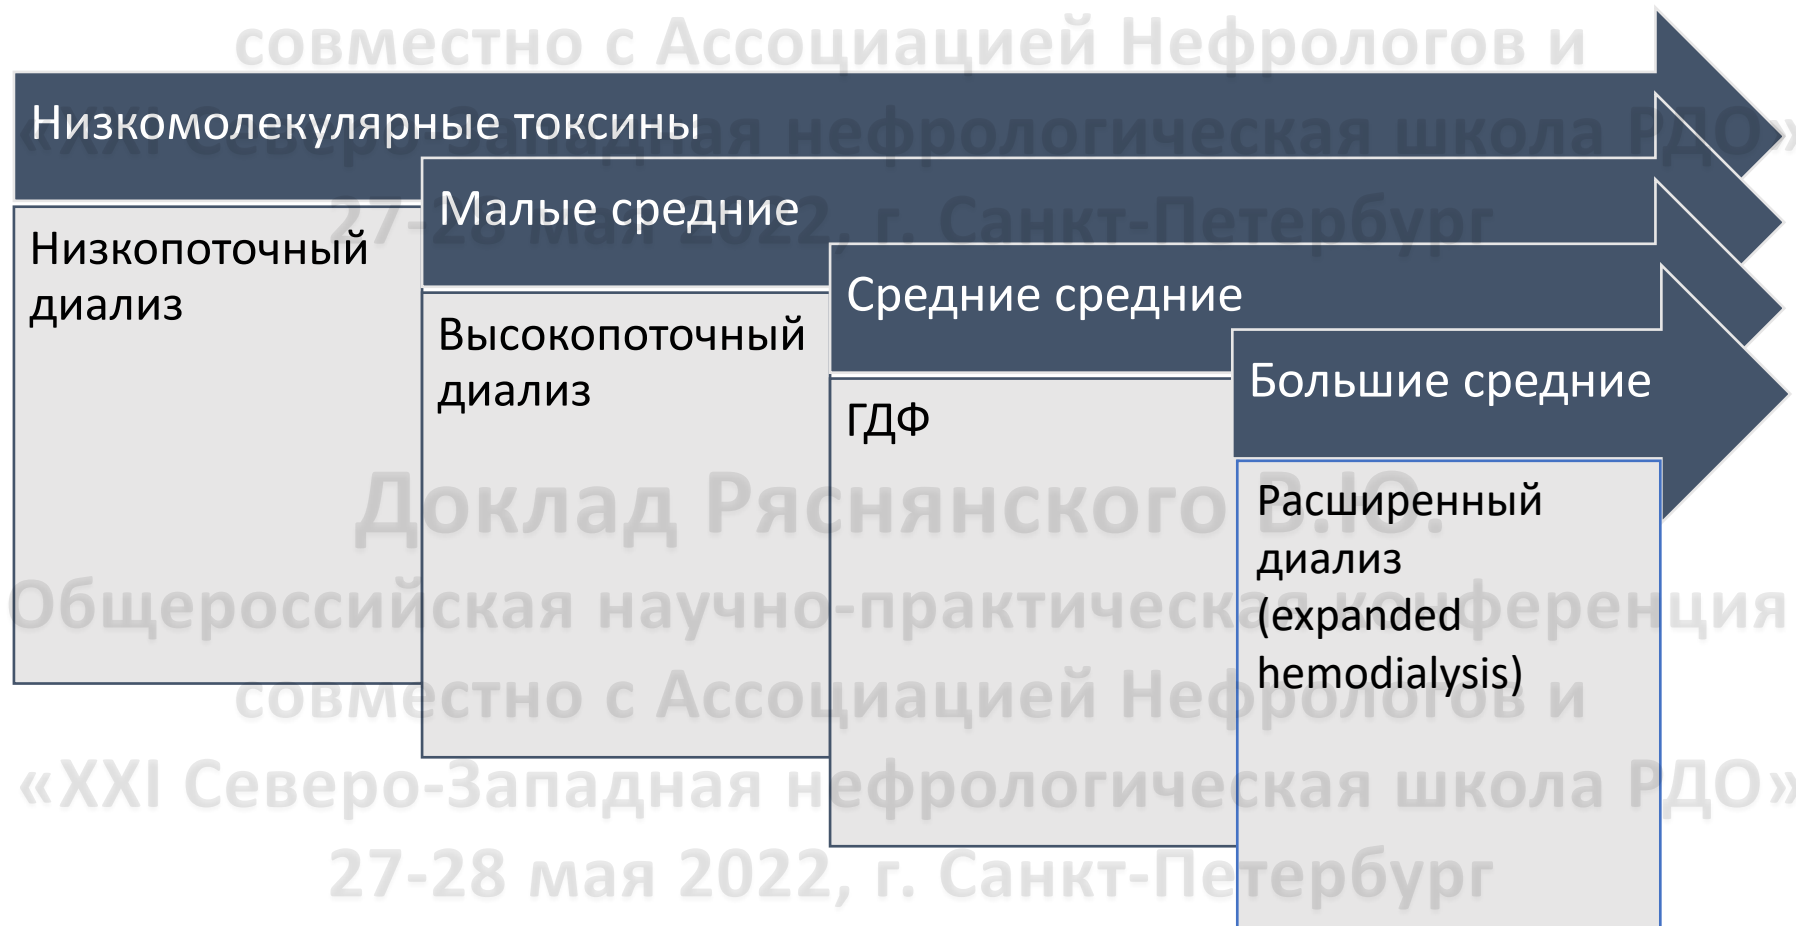 совместно с Ассоциацией Нефрологов и
Низкомолекулярные токсины
«XXI Северо-Западная нефрологическая школа РДО»
Малые средние
27-28 мая 2022, г. Санкт-Петербург
Низкопоточный
диализ
Средние средние
Высокопоточный
диализ
Большие средние
ГДФ
Расширенный
диализ
(expanded
hemodialysis)
Доклад Ряснянского В.Ю.
Общероссийская научно-практическая конференция
совместно с Ассоциацией Нефрологов и
«XXI Северо-Западная нефрологическая школа РДО»
27-28 мая 2022, г. Санкт-Петербург